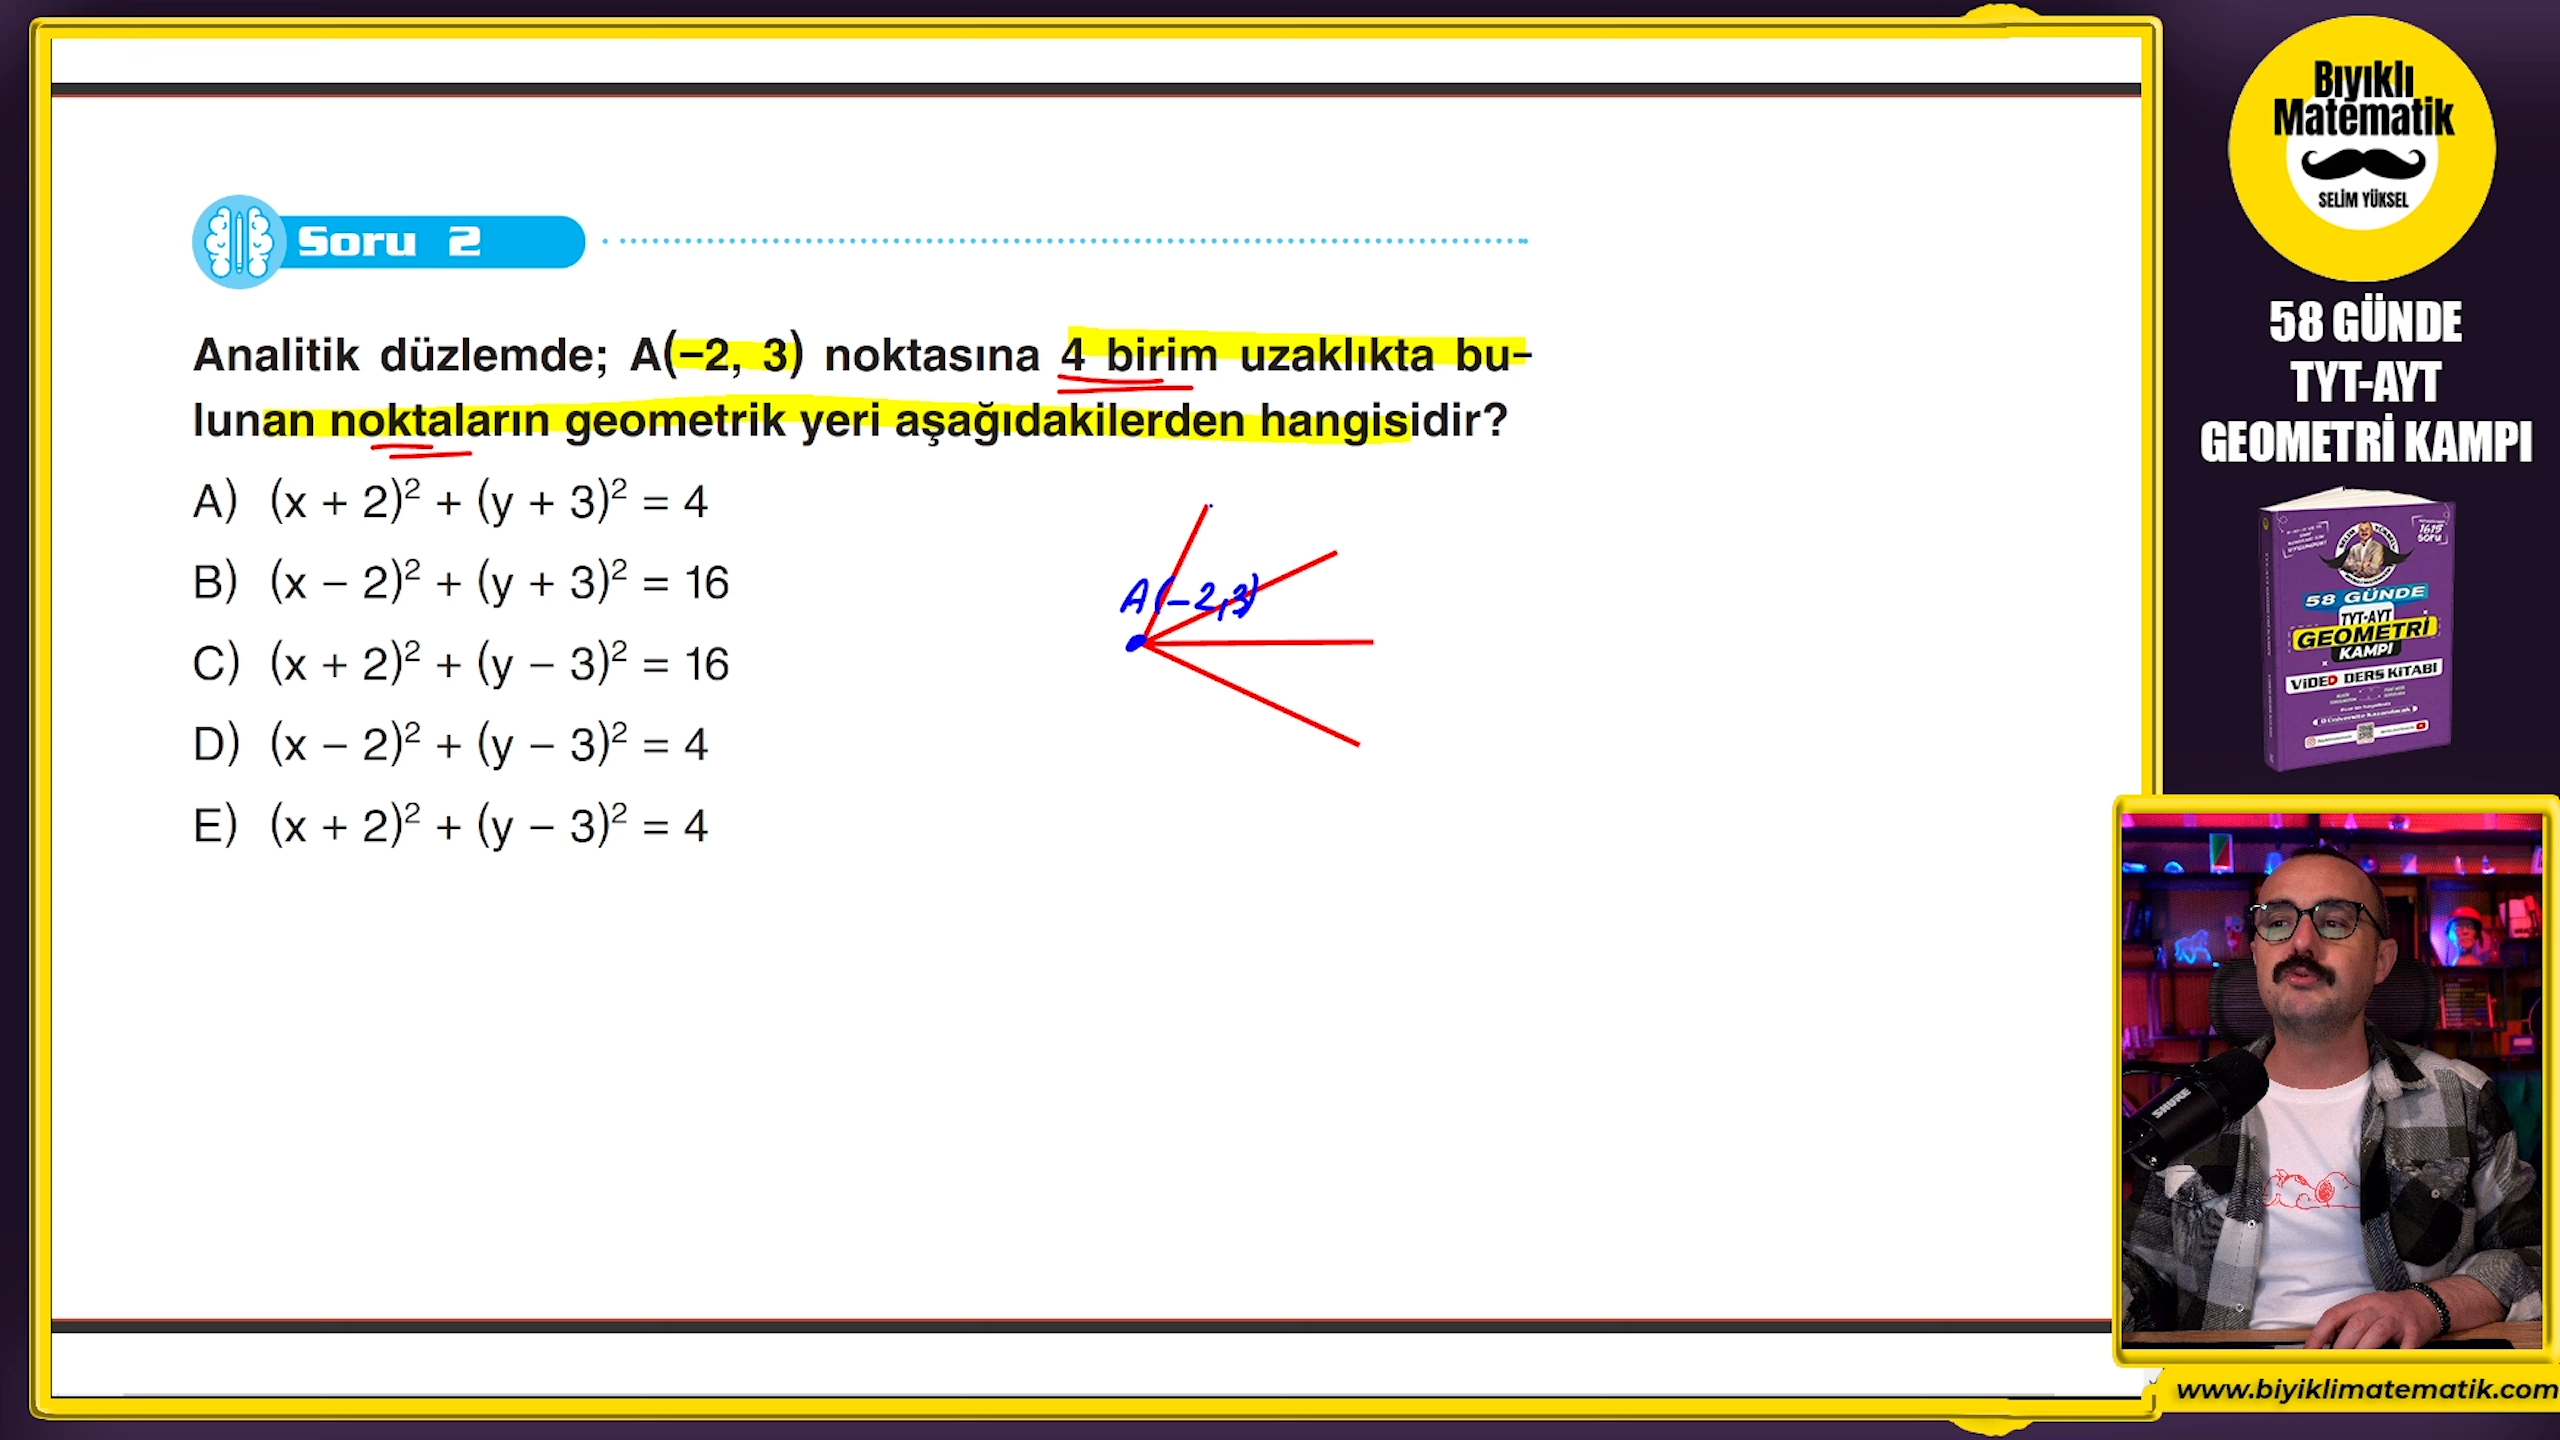 Soru 2
Analitik düzlemde; A(−2, 3) noktasına 4 birim uzaklıkta bu-
lunan noktaların geometrik yeri aşağıdakilerden hangisidir?
A) (x + 2)² + (y + 3)² = 4
B) (x − 2)² + (y + 3)² = 16
C) (x + 2)² + (y − 3)² = 16
D) (x − 2)² + (y − 3)² = 4
E) (x + 2)² + (y − 3)² = 4
A(−2,3)
Bıyıklı
Matematik
SELİM YÜKSEL
58 GÜNDE
TYT-AYT
GEOMETRİ KAMPI
1615
SORU
58 GÜNDE
TYT-AYT
GEOMETRİ
KAMPI
VİDEO DERS KİTABI
SHURE
www.biyiklimatematik.com